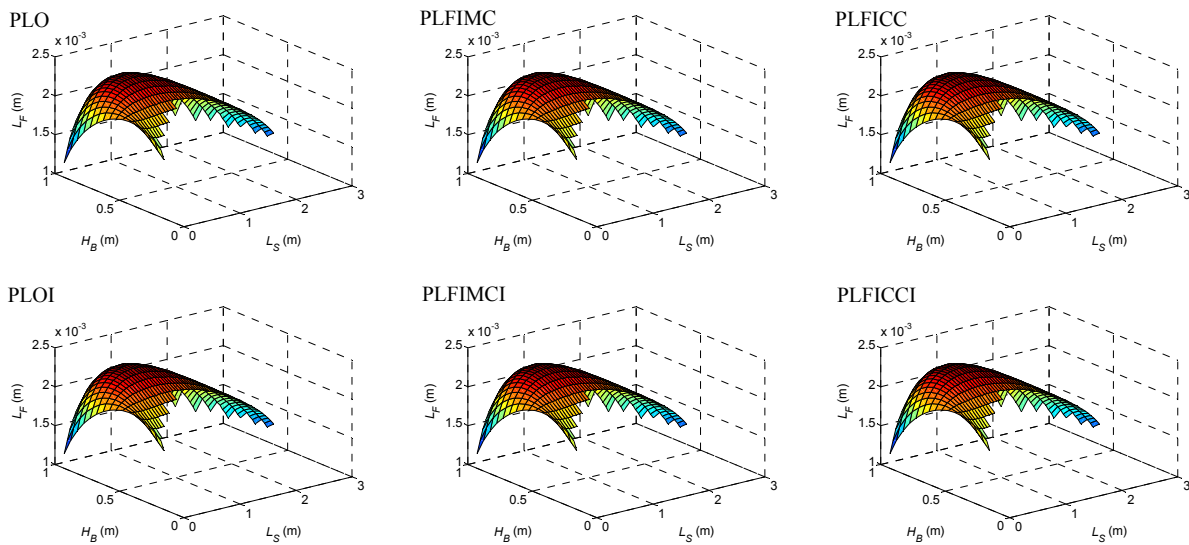 PLO
x 10-3
2.5
2
1.5
1
L_F (m)
1
0.5
0
H_B (m)
0
1
2
3
L_S (m)
PLFIMC
x 10-3
2.5
2
1.5
1
L_F (m)
1
0.5
0
H_B (m)
0
1
2
3
L_S (m)
PLFICC
x 10-3
2.5
2
1.5
1
L_F (m)
1
0.5
0
H_B (m)
0
1
2
3
L_S (m)
PLOI
x 10-3
2.5
2
1.5
1
L_F (m)
1
0.5
0
H_B (m)
0
1
2
3
L_S (m)
PLFIMCI
x 10-3
2.5
2
1.5
1
L_F (m)
1
0.5
0
H_B (m)
0
1
2
3
L_S (m)
PLFICCI
x 10-3
2.5
2
1.5
1
L_F (m)
1
0.5
0
H_B (m)
0
1
2
3
L_S (m)